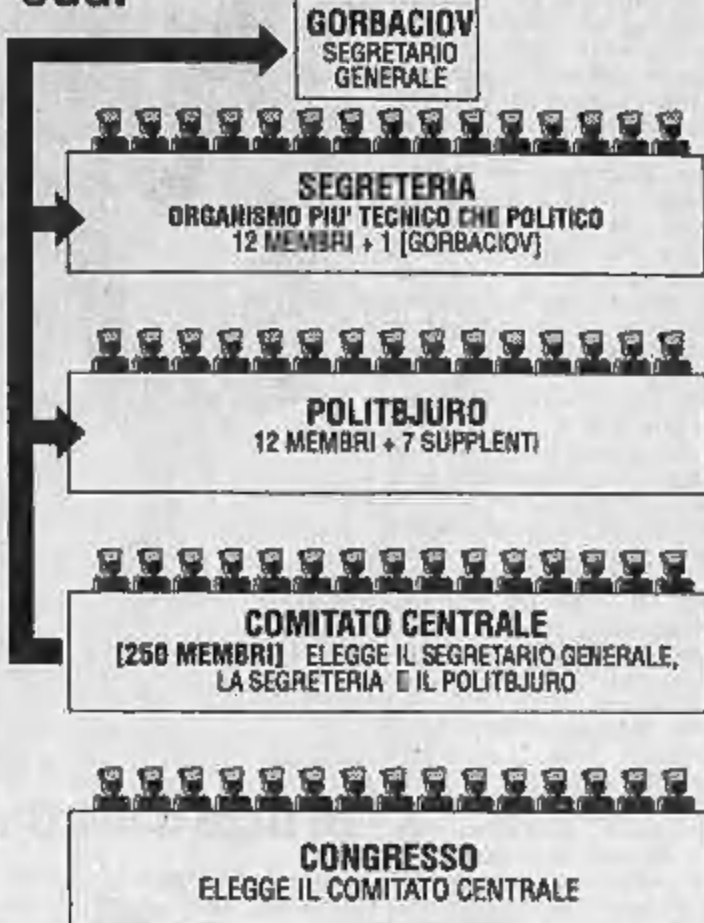 GORBACIOV
SEGRETARIO
GENERALE
SEGRETERIA
ORGANISMO PIU' TECNICO CHE POLITICO
12 MEMBRI + 1 [GORBACIOV]
POLITBJURO
12 MEMBRI + 7 SUPPLENTI
COMITATO CENTRALE
[250 MEMBRI] ELEGGE IL SEGRETARIO GENERALE,
LA SEGRETERIA E IL POLITBJURO
CONGRESSO
ELEGGE IL COMITATO CENTRALE